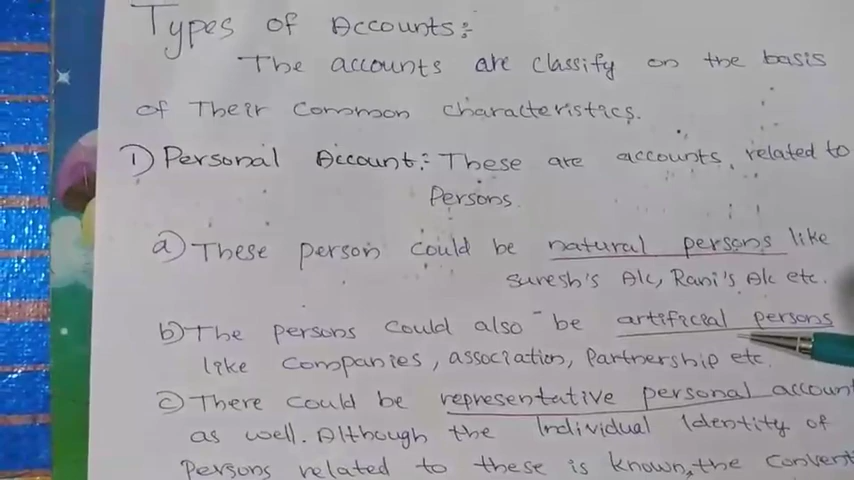 Types of Accounts:
The accounts are classify on the basis
of Their Common characteristics.
1) Personal Account: These are accounts, related to
Persons
a) These person could be natural persons like
Suresh's A/c, Rani's A/c etc.
b) The persons could also be artificial persons
like Companies, association, Partnership etc.
c) There could be representative personal account
as well. Although the Individual Identity of
Persons related to these is known, the convent